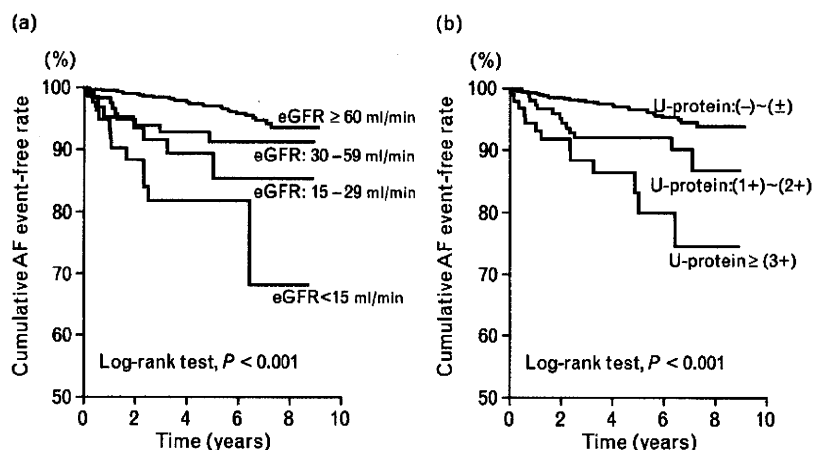 (a)
(%)
Cumulative AF event-free rate
100
90
80
70
60
50
eGFR ≥ 60 ml/min
eGFR: 30–59 ml/min
eGFR: 15–29 ml/min
eGFR<15 ml/min
Log-rank test, P < 0.001
0 2 4 6 8 10
Time (years)
(b)
(%)
Cumulative AF event-free rate
100
90
80
70
60
50
U-protein:(−)~(±)
U-protein:(1+)~(2+)
U-protein≥(3+)
Log-rank test, P < 0.001
0 2 4 6 8 10
Time (years)